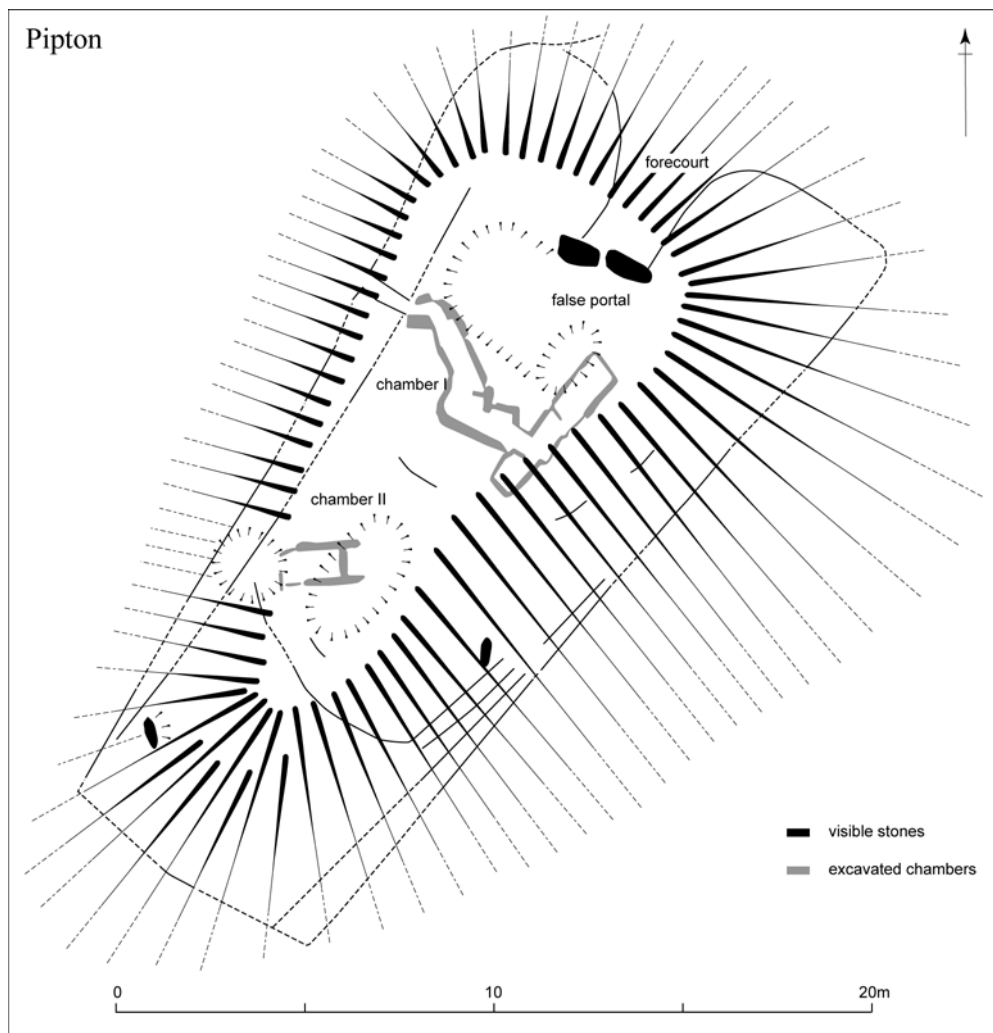 Pipton
forecourt
false portal
chamber I
chamber II
visible stones
excavated chambers
0
10
20m